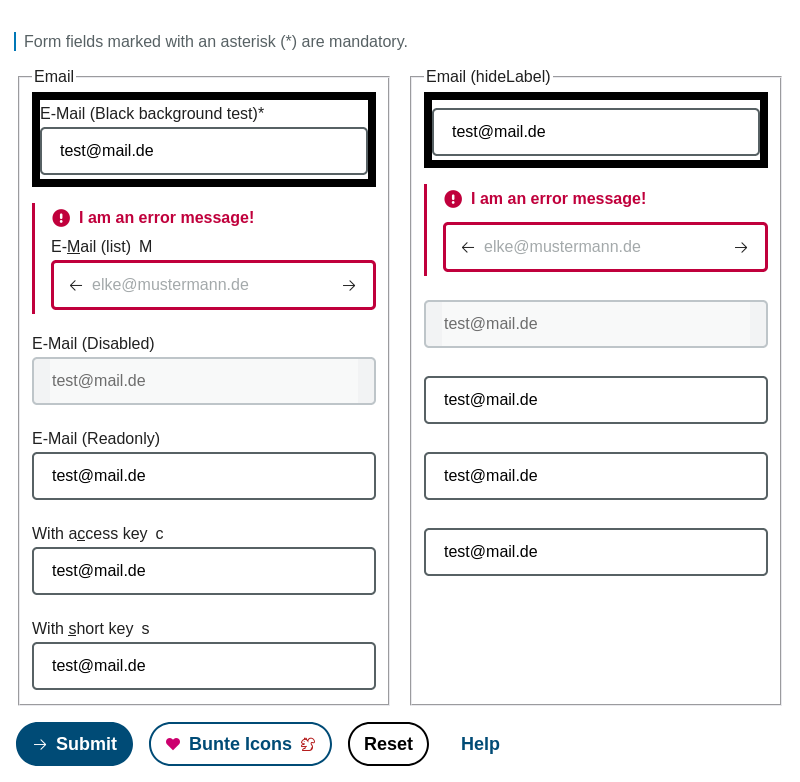 Form fields marked with an asterisk (*) are mandatory.
Email
E-Mail (Black background test)*
test@mail.de
I am an error message!
E-Mail (list) M
elke@mustermann.de
E-Mail (Disabled)
test@mail.de
E-Mail (Readonly)
test@mail.de
With access key c
test@mail.de
With short key s
test@mail.de
Email (hideLabel)
test@mail.de
I am an error message!
elke@mustermann.de
test@mail.de
test@mail.de
test@mail.de
test@mail.de
Submit
Bunte Icons
Reset
Help